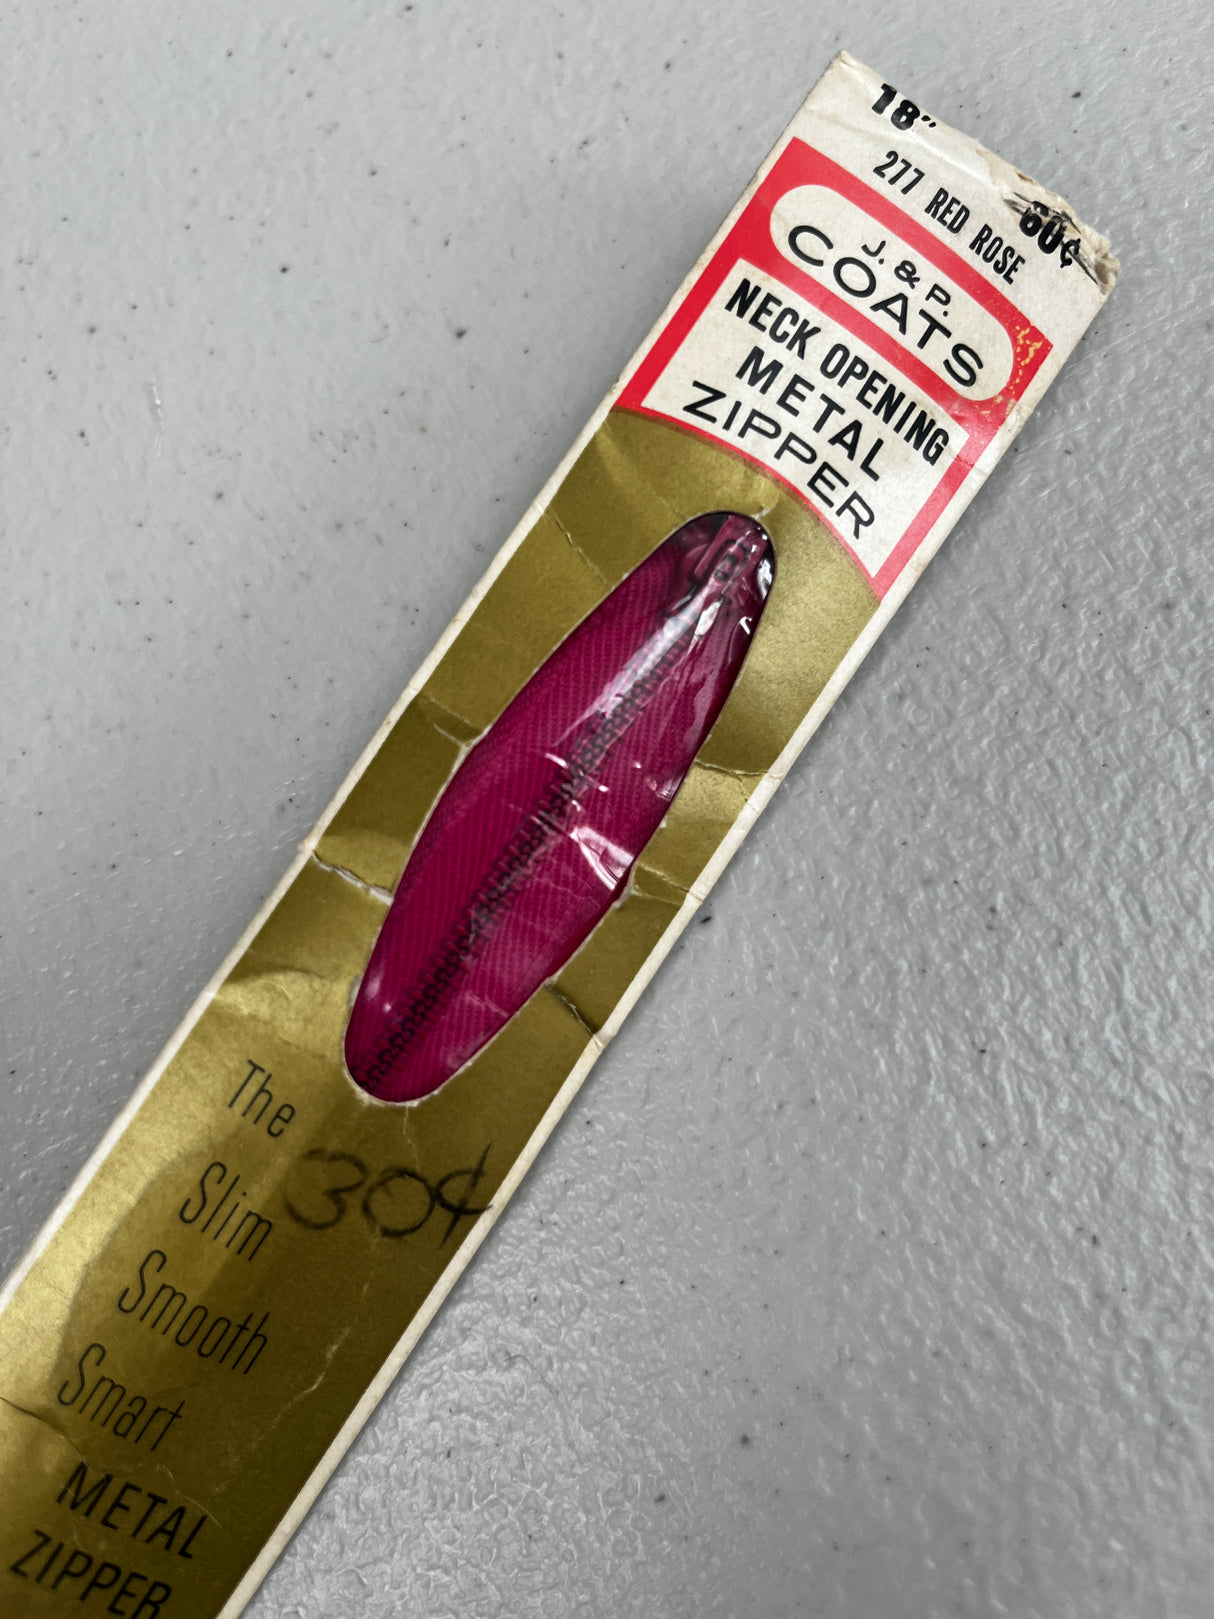 18"
277 RED ROSE
60¢
J. & P.
COATS
NECK OPENING
METAL
ZIPPER
The
Slim
30¢
Smooth
Smart
METAL
ZIPPER